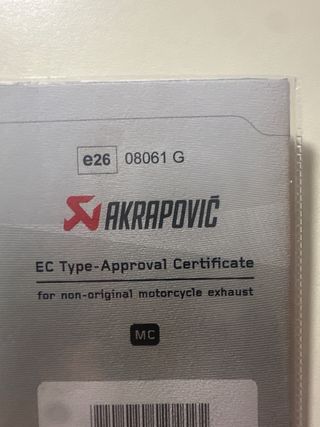 e26 08061 G
AKRAPOVIČ
EC Type-Approval Certificate
for non-original motorcycle exhaust
MC